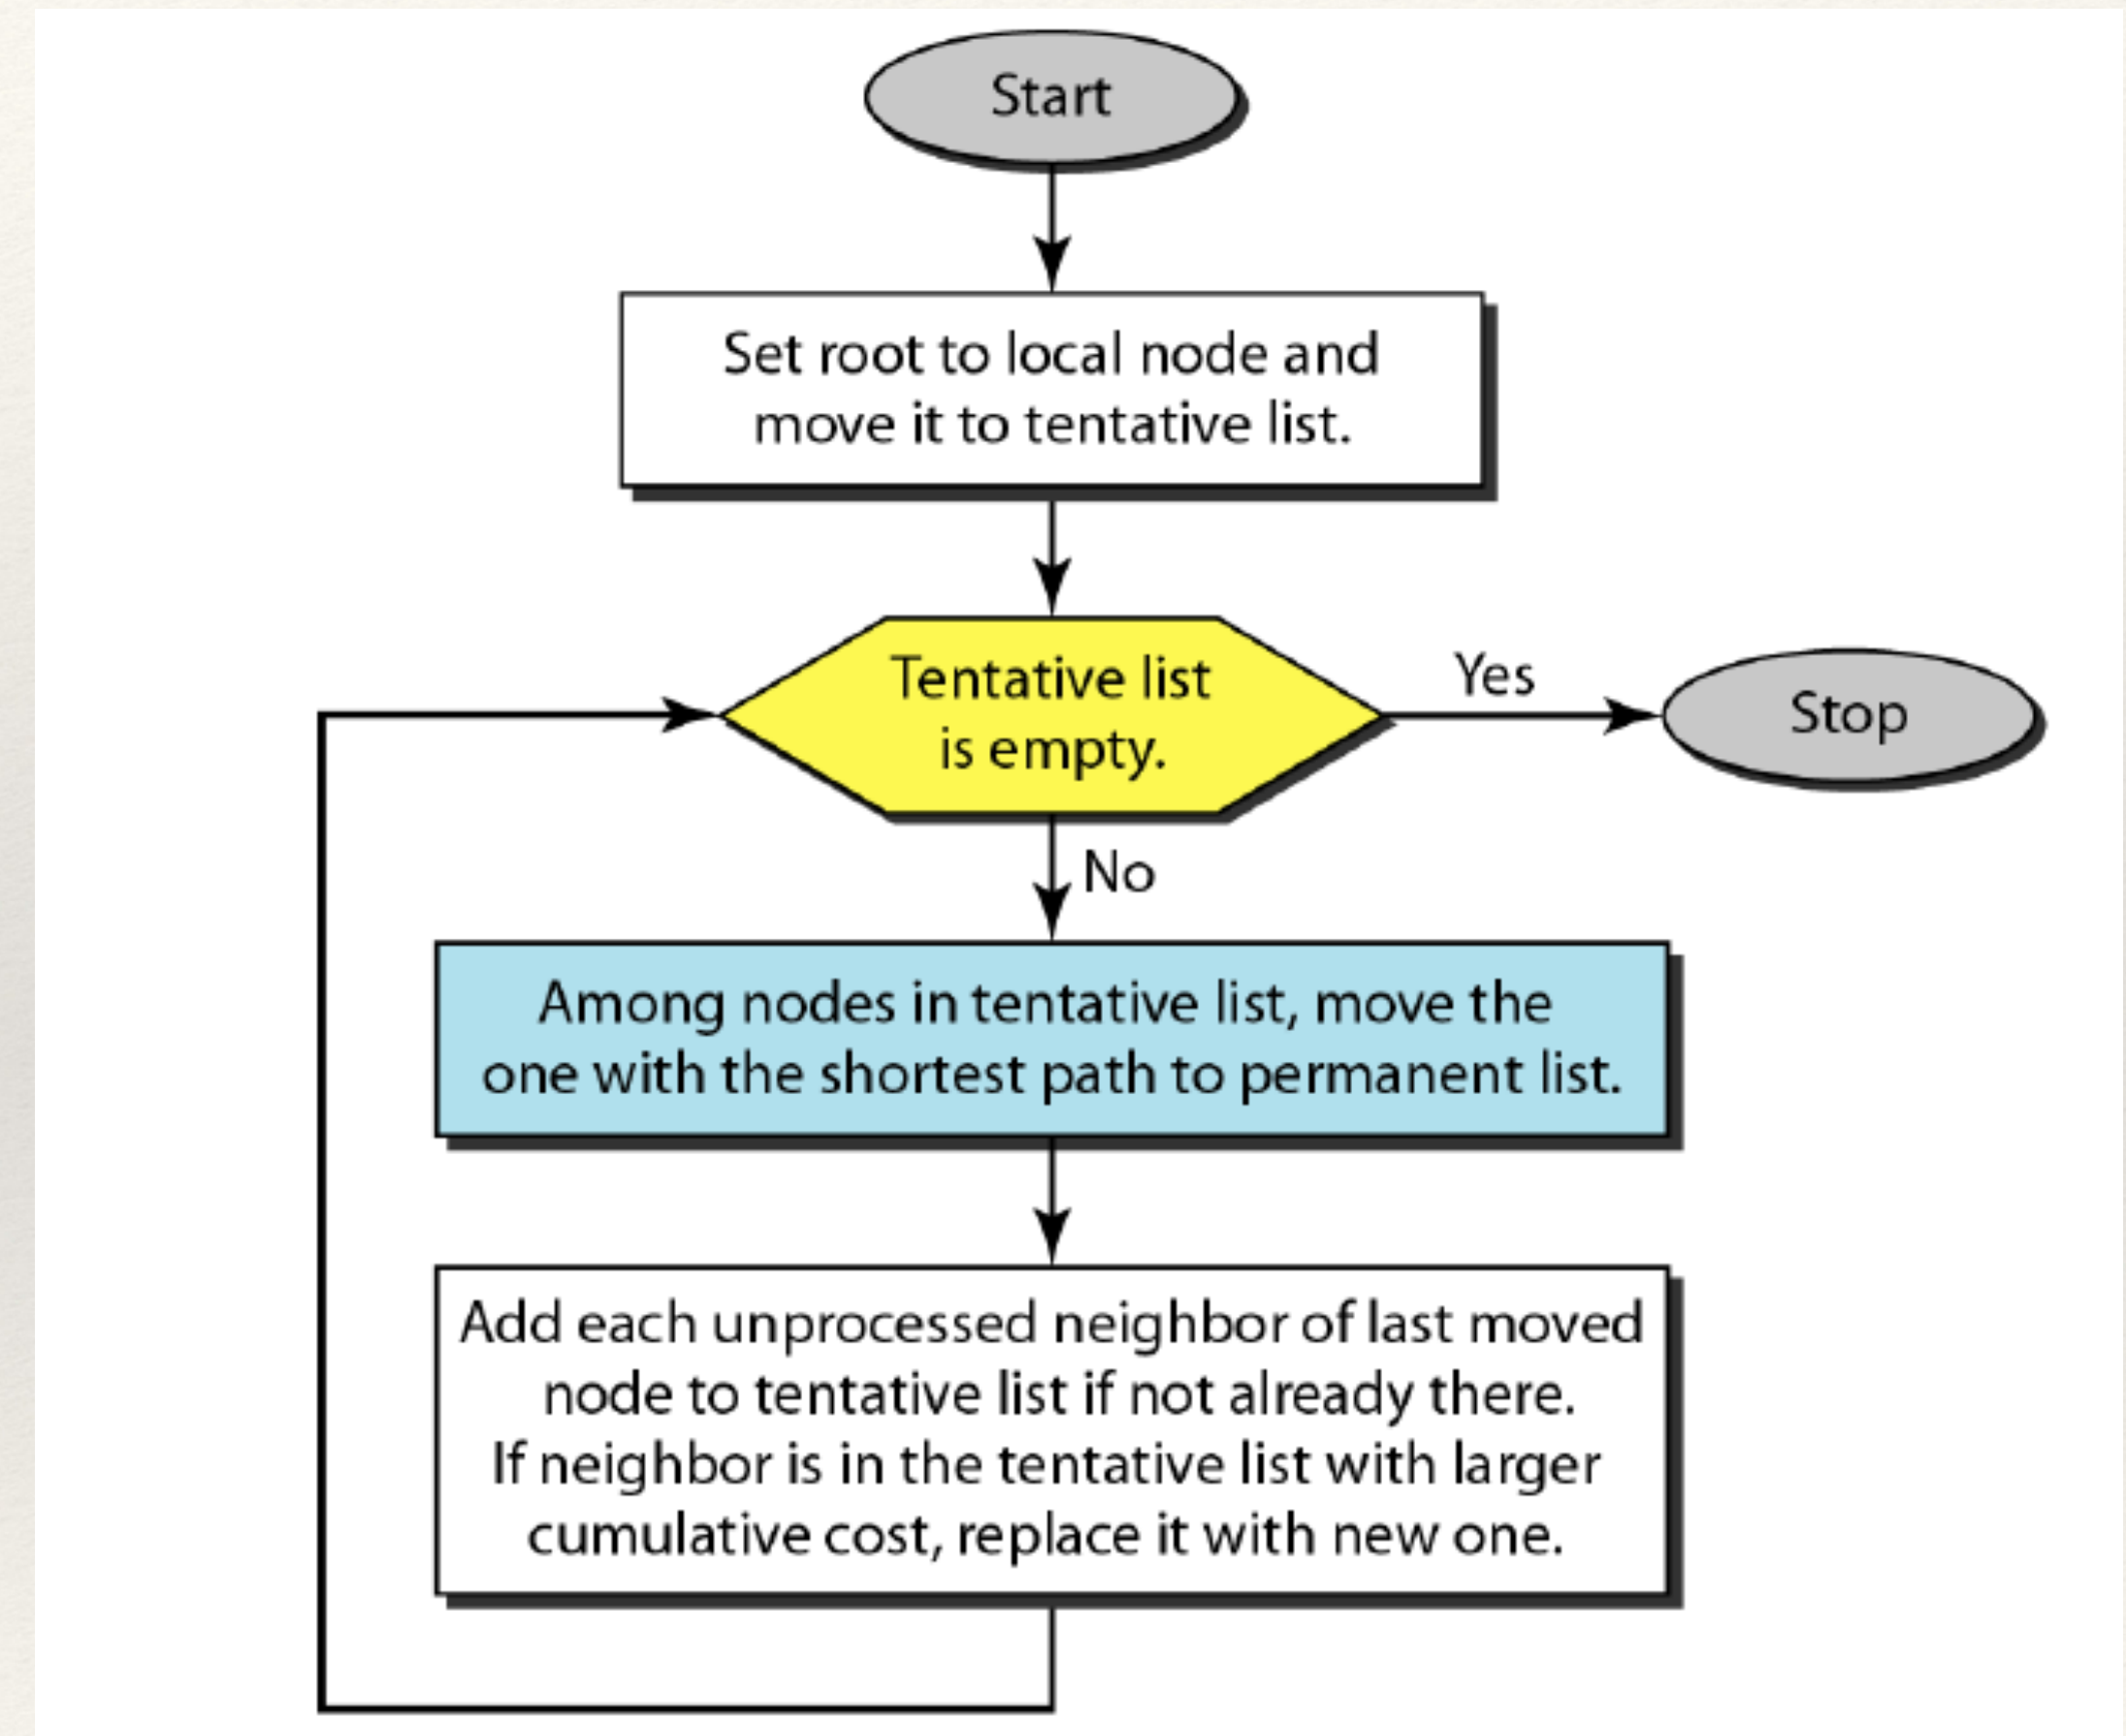 Start
Set root to local node and
move it to tentative list.
Tentative list
is empty.
Yes
Stop
No
Among nodes in tentative list, move the
one with the shortest path to permanent list.
Add each unprocessed neighbor of last moved
node to tentative list if not already there.
If neighbor is in the tentative list with larger
cumulative cost, replace it with new one.